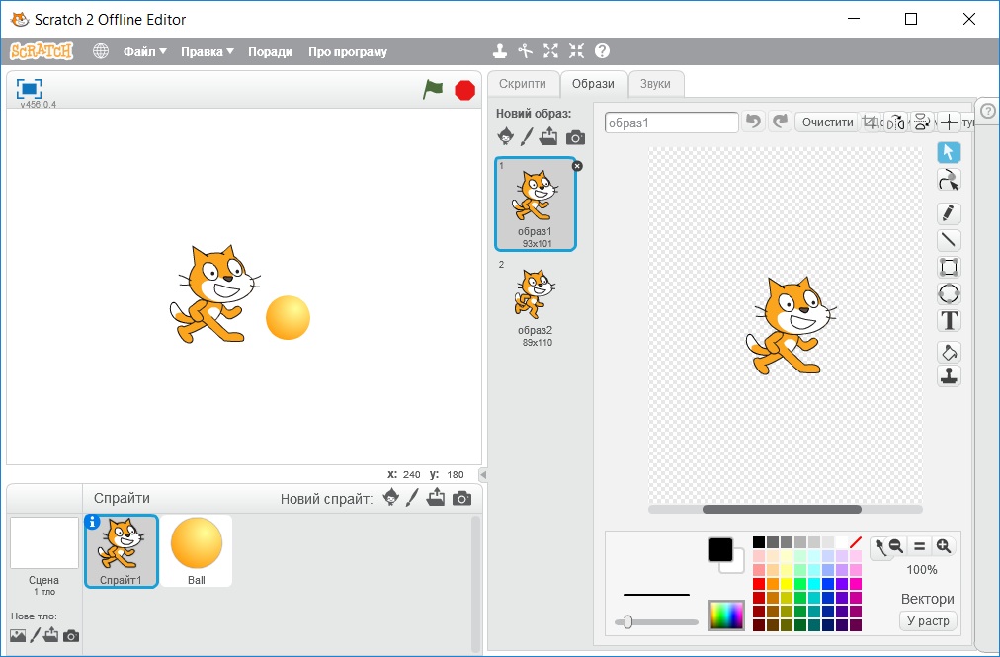 Scratch 2 Offline Editor
SCRATCH Файл Правка Поради Про програму
v456.0.4
Скрипти Образи Звуки
Новий образ:
образ1 Очистити
1
образ1
93x101
2
образ2
89x110
x: 240 y: 180
Спрайти Новий спрайт:
Сцена
1 тло
Нове тло:
Спрайт1
Ball
100%
Вектори
У растр